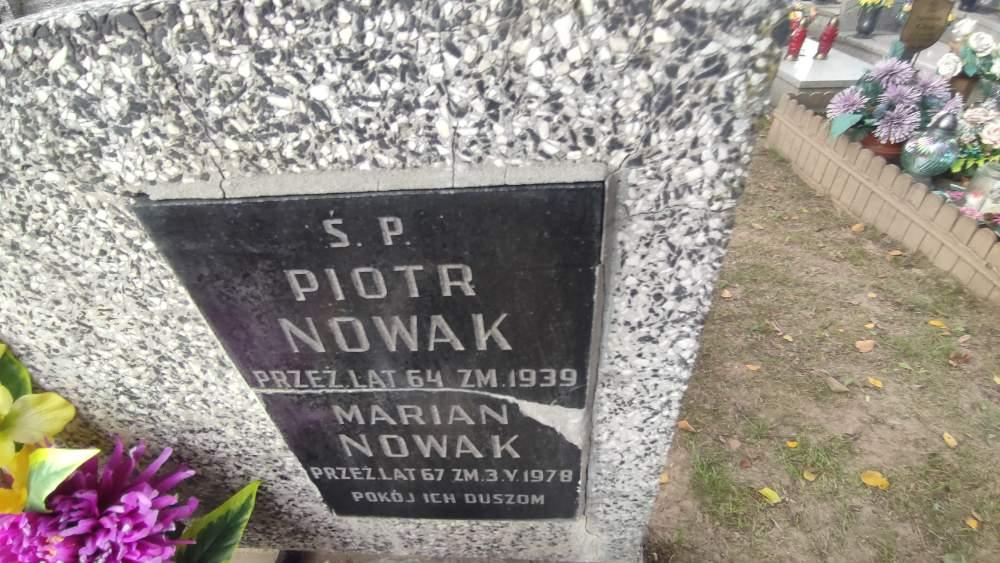 Ś. P.
PIOTR
NOWAK
PRZEŻ. LAT 64 ZM. 1939
MARIAN
NOWAK
PRZEŻ. LAT 67 ZM. 3. V. 1978
POKÓJ ICH DUSZOM